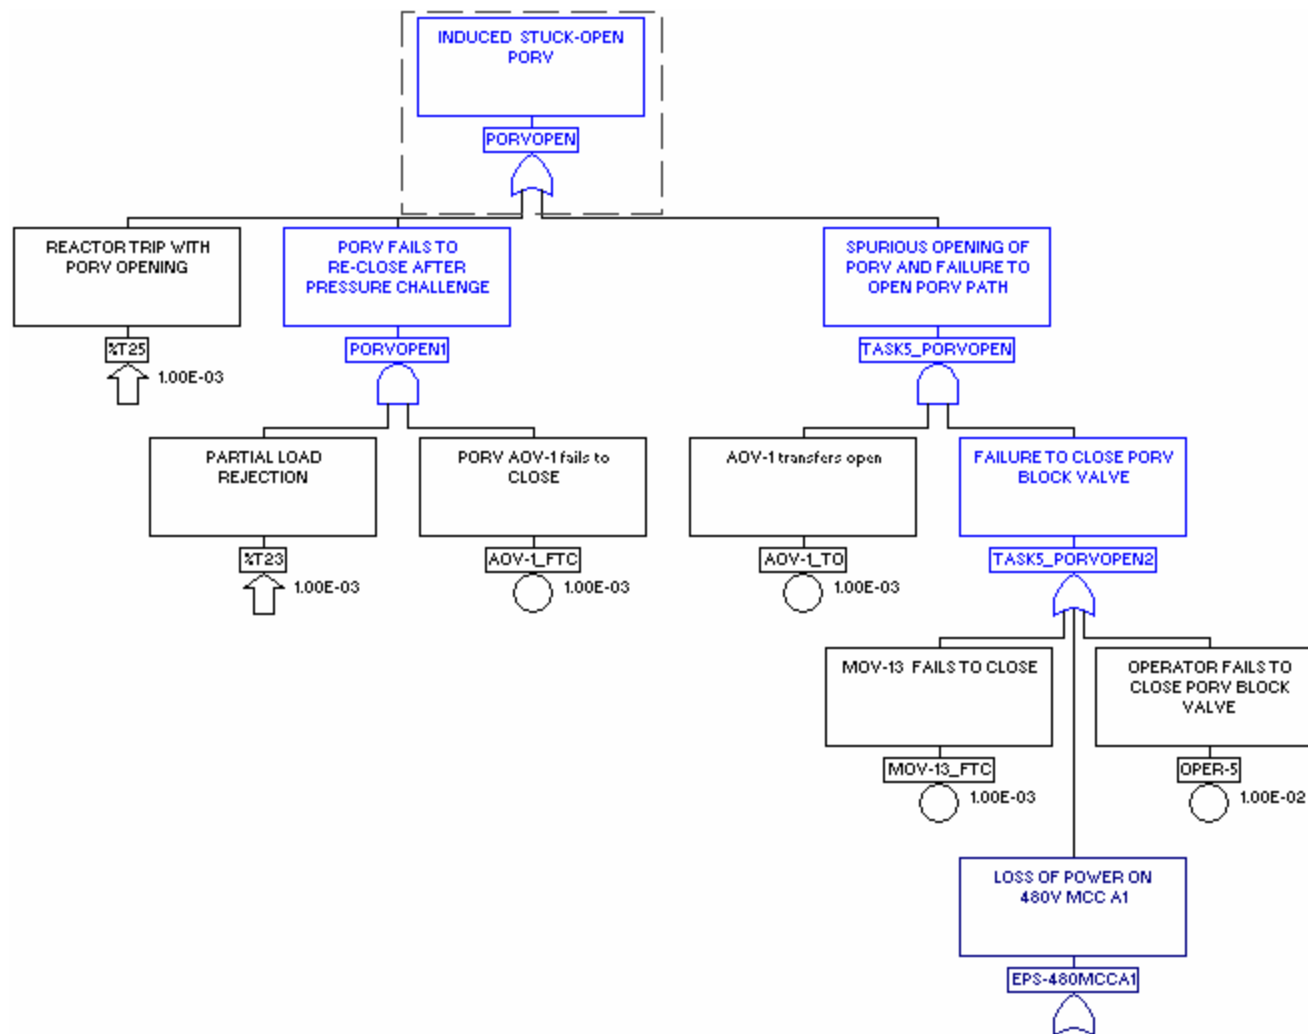 INDUCED STUCK-OPEN
PORV
PORVOPEN
REACTOR TRIP WITH
PORV OPENING
%T25
1.00E-03
PORV FAILS TO
RE-CLOSE AFTER
PRESSURE CHALLENGE
PORVOPEN1
SPURIOUS OPENING OF
PORV AND FAILURE TO
OPEN PORV PATH
TASK5_PORVOPEN
PARTIAL LOAD
REJECTION
%T23
1.00E-03
PORV AOV-1 fails to
CLOSE
AOV-1_FTC
1.00E-03
AOV-1 transfers open
AOV-1_TO
1.00E-03
FAILURE TO CLOSE PORV
BLOCK VALVE
TASK5_PORVOPEN2
MOV-13 FAILS TO CLOSE
MOV-13_FTC
1.00E-03
OPERATOR FAILS TO
CLOSE PORV BLOCK
VALVE
OPER-5
1.00E-02
LOSS OF POWER ON
480V MCC A1
EPS-480MCCA1